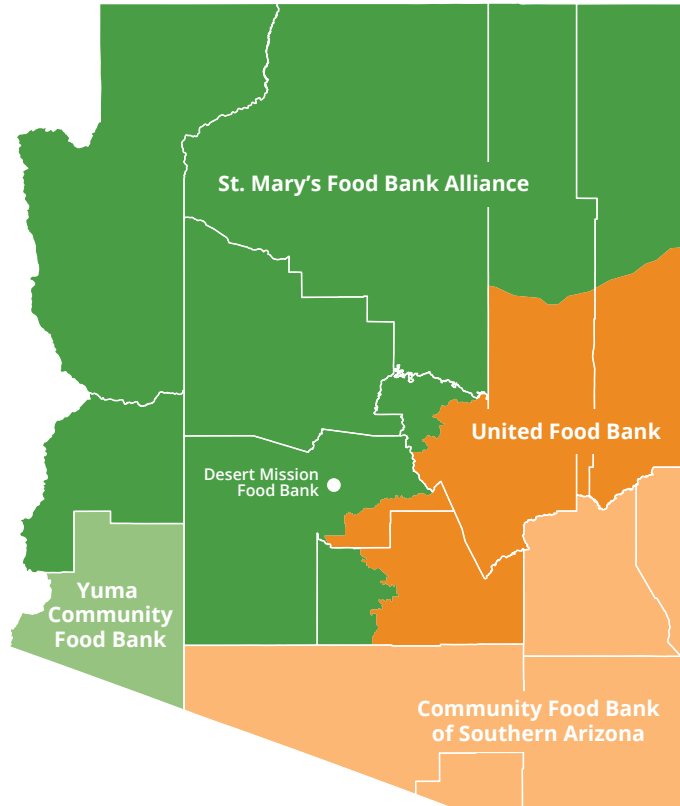 St. Mary’s Food Bank Alliance
United Food Bank
Desert Mission
Food Bank
Yuma
Community
Food Bank
Community Food Bank
of Southern Arizona